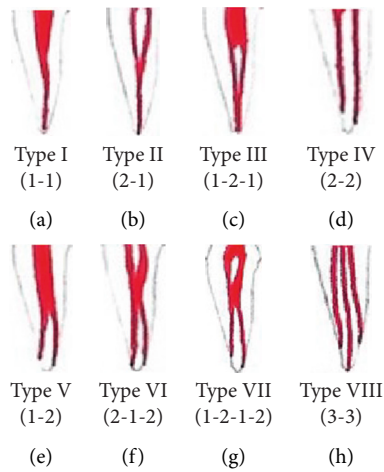 Type I Type II Type III Type IV
(1-1) (2-1) (1-2-1) (2-2)
(a) (b) (c) (d)
Type V Type VI Type VII Type VIII
(1-2) (2-1-2) (1-2-1-2) (3-3)
(e) (f) (g) (h)